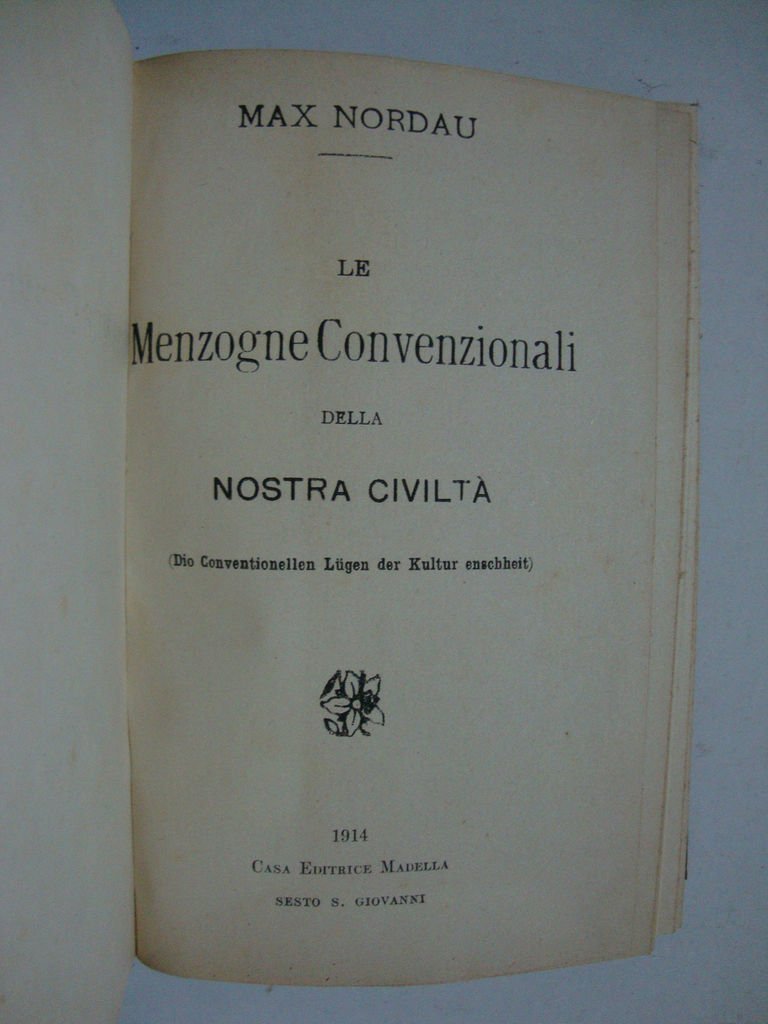 MAX NORDAU
LE
Menzogne Convenzionali
DELLA
NOSTRA CIVILTÀ
(Dio Conventionellen Lügen der Kultur enschheit)
1914
CASA EDITRICE MADELLA
SESTO S. GIOVANNI